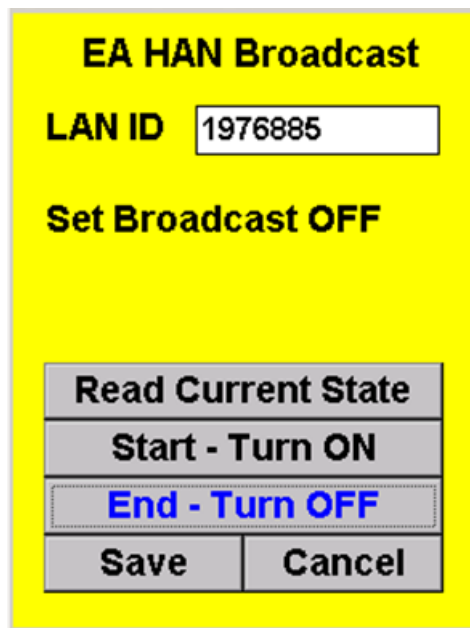 EA HAN Broadcast
LAN ID 1976885
Set Broadcast OFF
Read Current State
Start - Turn ON
End - Turn OFF
Save Cancel